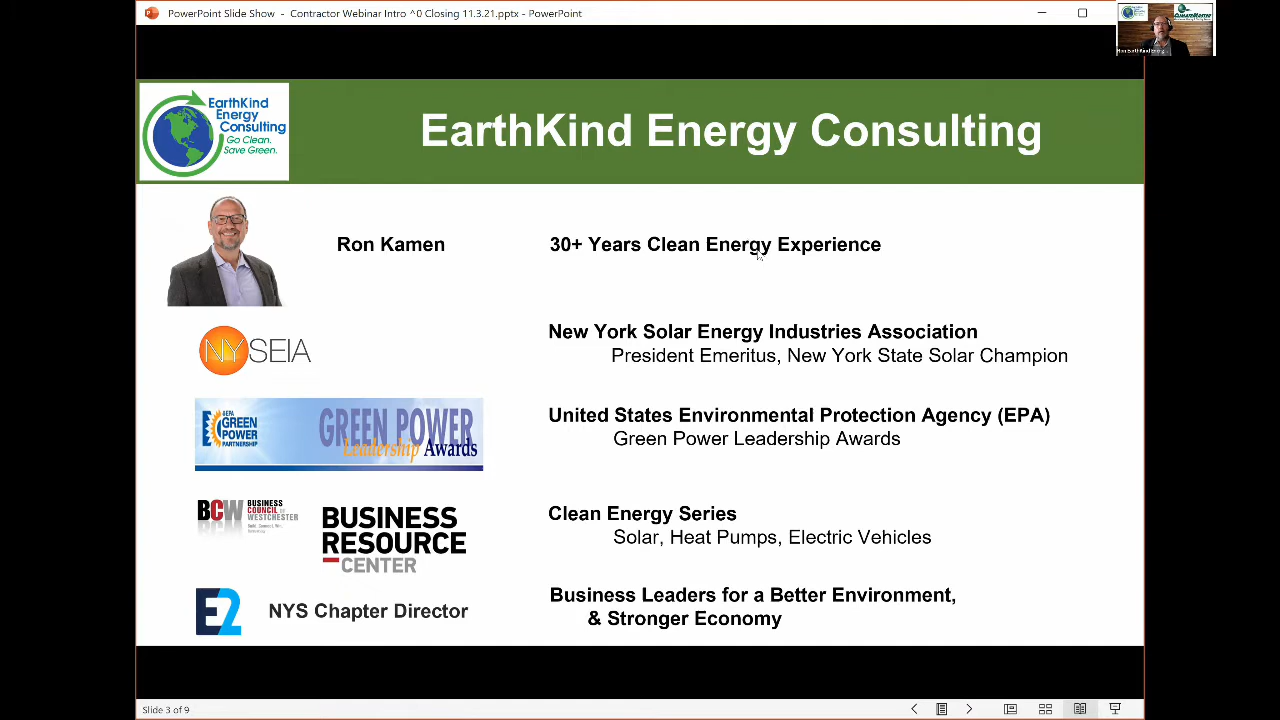 PowerPoint Slide Show - Contractor Webinar Intro ^0 Closing 11.3.21.pptx - PowerPoint
EarthKind
Energy
Consulting
Go Clean.
Save Green.
EarthKind Energy Consulting
Ron Kamen
30+ Years Clean Energy Experience
NYSEIA
New York Solar Energy Industries Association
President Emeritus, New York State Solar Champion
GREEN
POWER
PARTNERSHIP
GREEN POWER
Leadership Awards
United States Environmental Protection Agency (EPA)
Green Power Leadership Awards
BCW
BUSINESS
COUNCIL OF
WESTCHESTER
BUSINESS
RESOURCE
CENTER
Clean Energy Series
Solar, Heat Pumps, Electric Vehicles
E2
NYS Chapter Director
Business Leaders for a Better Environment,
& Stronger Economy
Slide 3 of 9